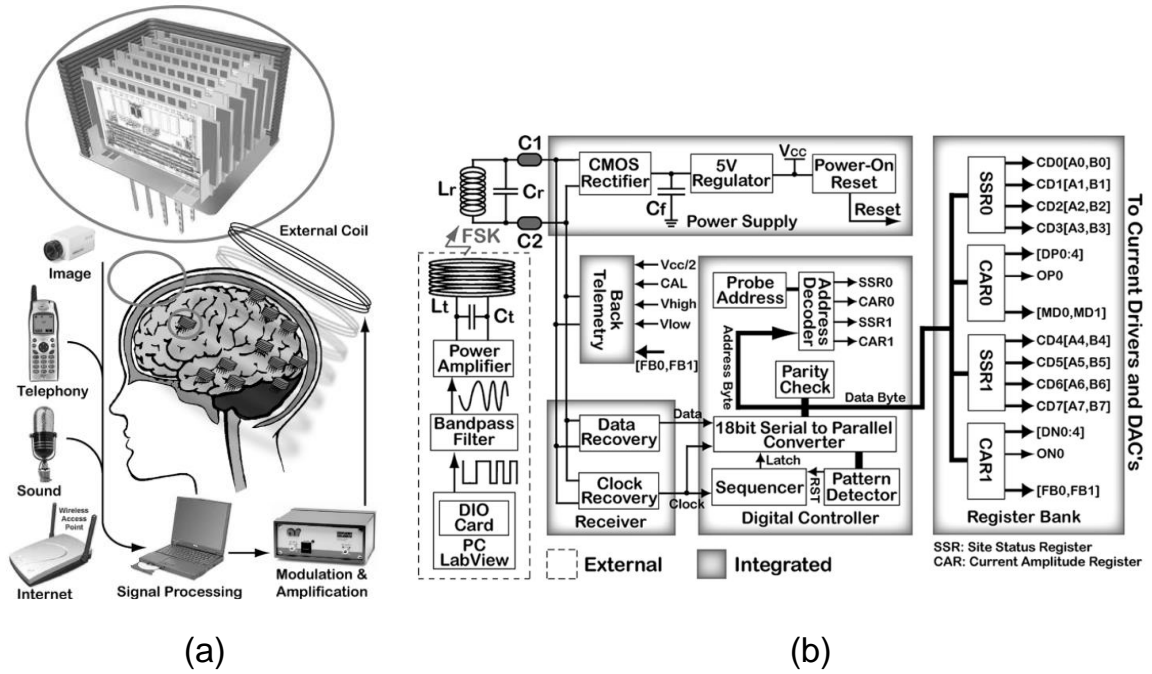 External Coil
Image
Telephony
Sound
Wireless
Access
Point
Internet
Signal Processing
Modulation &
Amplification
(a)
C1
Lr
Cr
C2
FSK
Lt
Ct
Power
Amplifier
Bandpass
Filter
DIO
Card
PC
LabView
CMOS
Rectifier
Cf
5V
Regulator
Vcc
Power-On
Reset
Reset
Power Supply
Back
Telemetry
Vcc/2
CAL
Vhigh
Vlow
[FB0,FB1]
Probe
Address
Address
Decoder
SSR0
CAR0
SSR1
CAR1
Address Byte
Parity
Check
Data Byte
Data
Recovery
Data
18bit Serial to Parallel
Converter
Clock
Recovery
Clock
Latch
Sequencer
RST
Pattern
Detector
Receiver
Digital Controller
External
Integrated
SSR0
CD0[A0,B0]
CD1[A1,B1]
CD2[A2,B2]
CD3[A3,B3]
CAR0
[DP0:4]
OP0
[MD0,MD1]
SSR1
CD4[A4,B4]
CD5[A5,B5]
CD6[A6,B6]
CD7[A7,B7]
CAR1
[DN0:4]
ON0
[FB0,FB1]
Register Bank
To Current Drivers and DAC's
SSR: Site Status Register
CAR: Current Amplitude Register
(b)